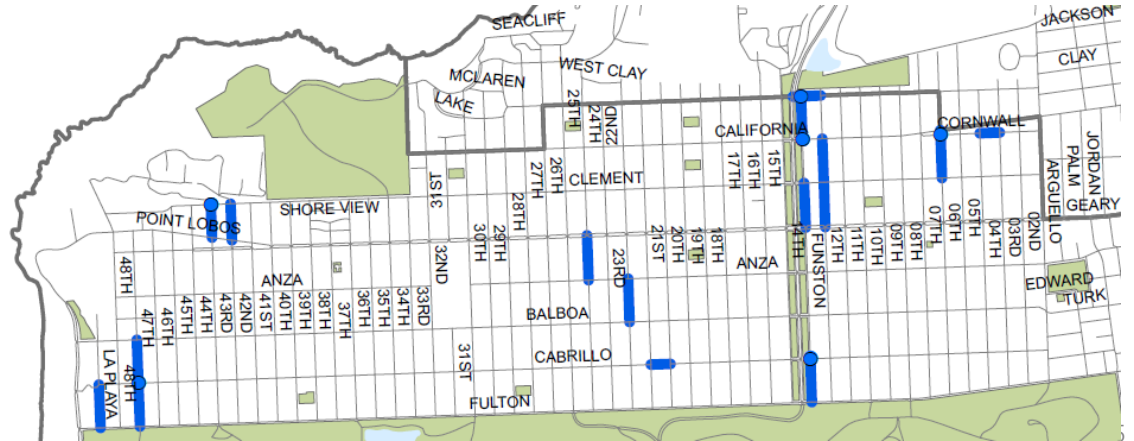 SEACLIFF
JACKSON
CLAY
MCLAREN
WEST CLAY
LAKE
25TH
24TH
22ND
CALIFORNIA
CORNWALL
JORDAN
PALM
ARGUELLO
GEARY
15TH
16TH
17TH
26TH
27TH
CLEMENT
31ST
28TH
SHORE VIEW
POINT LOBOS
29TH
30TH
32ND
23RD
21ST
20TH
19TH
18TH
ANZA
14TH
FUNSTON
12TH
11TH
10TH
09TH
08TH
07TH
06TH
05TH
04TH
03RD
02ND
EDWARD
TURK
ANZA
48TH
47TH
46TH
45TH
44TH
43RD
42ND
41ST
40TH
39TH
38TH
37TH
36TH
35TH
34TH
33RD
BALBOA
CABRILLO
31ST
LA PLAYA
48TH
FULTON